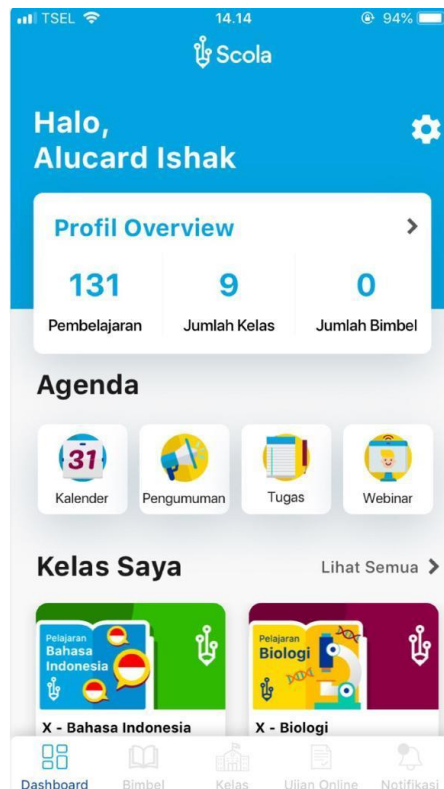 TSEL 14.14 94%
Scola
Halo,
Alucard Ishak
Profil Overview
131 9 0
Pembelajaran Jumlah Kelas Jumlah Bimbel
Agenda
31
Kalender Pengumuman Tugas Webinar
Kelas Saya Lihat Semua
Pelajaran
Bahasa
Indonesia
Pelajaran
Biologi
X - Bahasa Indonesia X - Biologi
Dashboard Bimbel Kelas Ujian Online Notifikasi